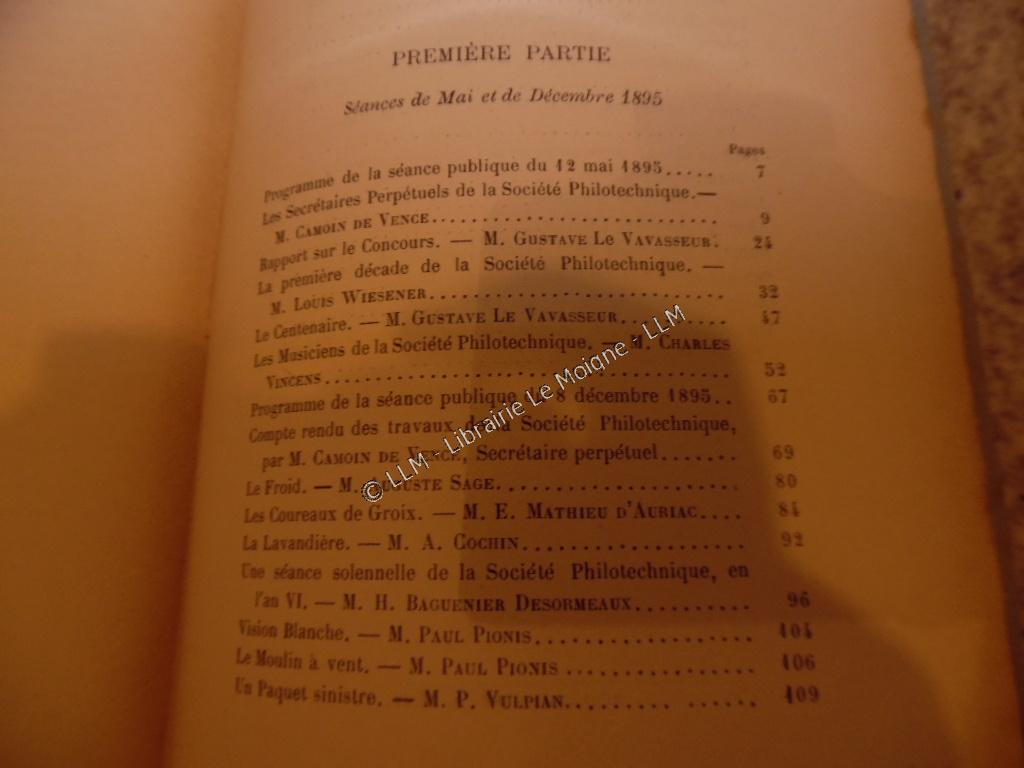 PREMIÈRE PARTIE
Séances de Mai et de Décembre 1895
Pages
Programme de la séance publique du 12 mai 1895..... 7
Les Secrétaires Perpétuels de la Société Philotechnique.—
M. CAMOIN DE VENCE........................... 9
Rapport sur le Concours. — M. GUSTAVE LE VAVASSEUR. 24
La première décade de la Société Philotechnique. —
M. LOUIS WIESENER............................ 32
Le Centenaire. — M. GUSTAVE LE VAVASSEUR.......... 47
Les Musiciens de la Société Philotechnique. — M. CHARLES
VINCENS...................................... 52
Programme de la séance publique du 8 décembre 1895.. 67
Compte rendu des travaux de la Société Philotechnique,
par M. CAMOIN DE VENCE, Secrétaire perpétuel....... 69
Le Froid. — M. AUGUSTE SAGE..................... 80
Les Coureaux de Groix. — M. E. MATHIEU D'AURIAC.... 84
La Lavandière. — M. A. COCHIN................... 92
Une séance solennelle de la Société Philotechnique, en
l'an VI. — M. H. BAGUENIER DESORMEAUX.......... 96
Vision Blanche. — M. PAUL PIONIS.................. 104
Le Moulin à vent. — M. PAUL PIONIS ............... 106
Un Paquet sinistre. — M. P. VULPIAN......... ...... 109
© LLM - Librairie Le Moigne - LLM